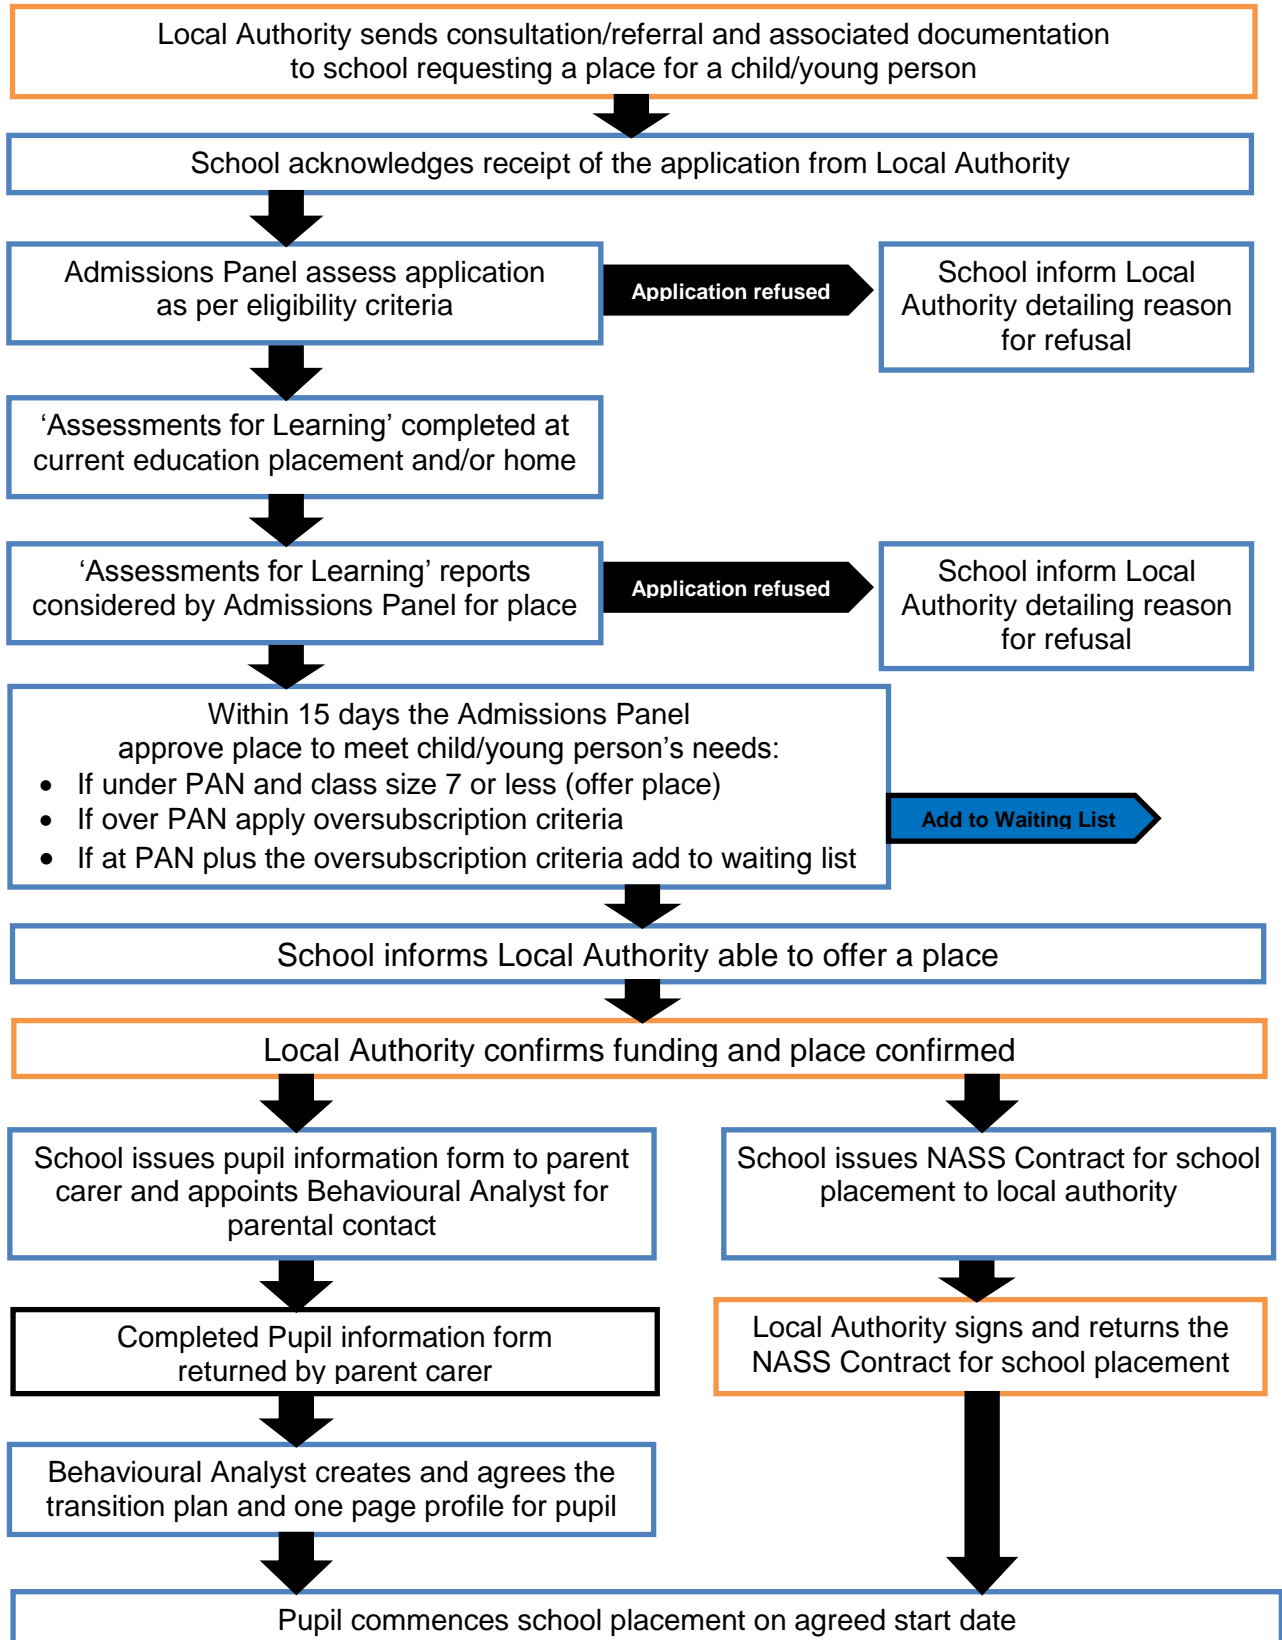 Local Authority sends consultation/referral and associated documentation
to school requesting a place for a child/young person
School acknowledges receipt of the application from Local Authority
Admissions Panel assess application
as per eligibility criteria
Application refused
School inform Local
Authority detailing reason
for refusal
‘Assessments for Learning’ completed at
current education placement and/or home
‘Assessments for Learning’ reports
considered by Admissions Panel for place
Application refused
School inform Local
Authority detailing reason
for refusal
Within 15 days the Admissions Panel
approve place to meet child/young person’s needs:
• If under PAN and class size 7 or less (offer place)
• If over PAN apply oversubscription criteria
• If at PAN plus the oversubscription criteria add to waiting list
Add to Waiting List
School informs Local Authority able to offer a place
Local Authority confirms funding and place confirmed
School issues pupil information form to parent
carer and appoints Behavioural Analyst for
parental contact
School issues NASS Contract for school
placement to local authority
Completed Pupil information form
returned by parent carer
Local Authority signs and returns the
NASS Contract for school placement
Behavioural Analyst creates and agrees the
transition plan and one page profile for pupil
Pupil commences school placement on agreed start date